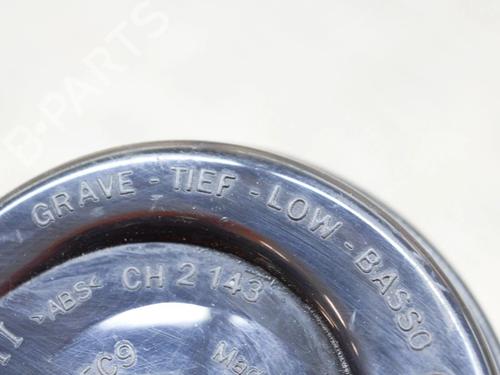 B-PARTS
GRAVE - TIEF - LOW - BASSO
>ABS< CH 2 143